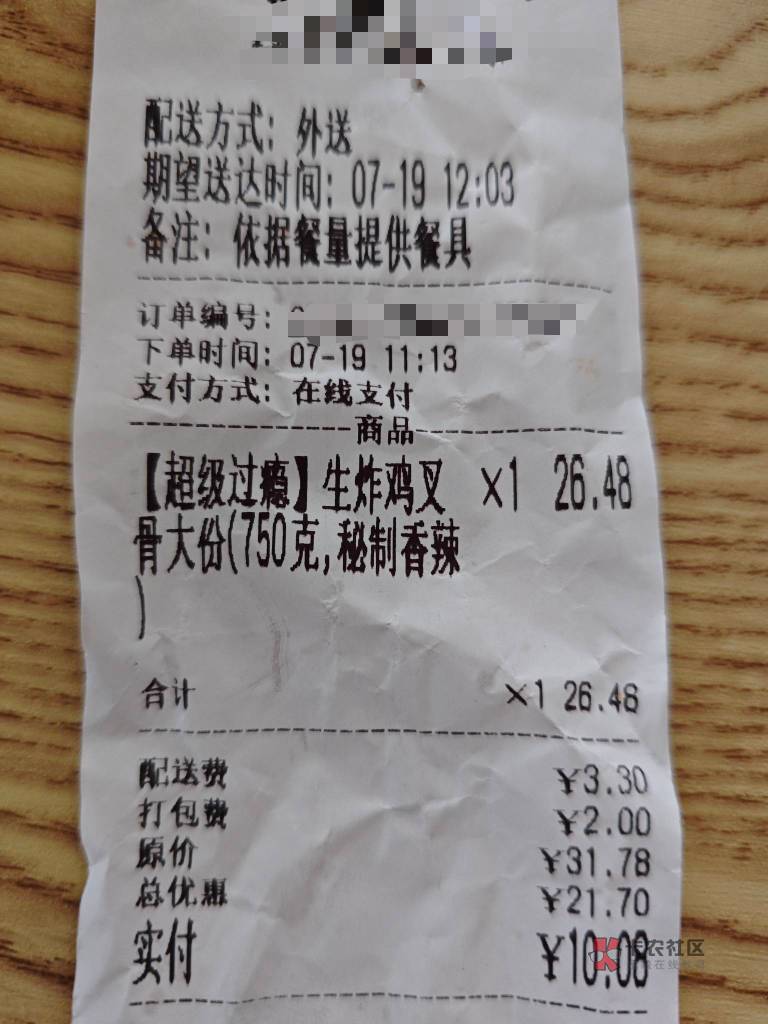 配送方式: 外送
期望送达时间: 07-19 12:03
备注: 依据餐量提供餐具
订单编号:
下单时间: 07-19 11:13
支付方式: 在线支付
商品
【超级过瘾】生炸鸡叉 ×1 26.48
骨大份(750克,秘制香辣
)
合计 ×1 26.48
配送费 ¥3.30
打包费 ¥2.00
原价 ¥31.78
总优惠 ¥21.70
实付 ¥10.08
卡农社区